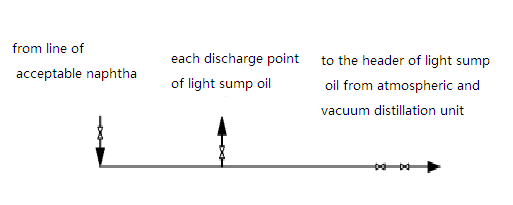 from line of
acceptable naphtha
each discharge point
of light sump oil
to the header of light sump
oil from atmospheric and
vacuum distillation unit